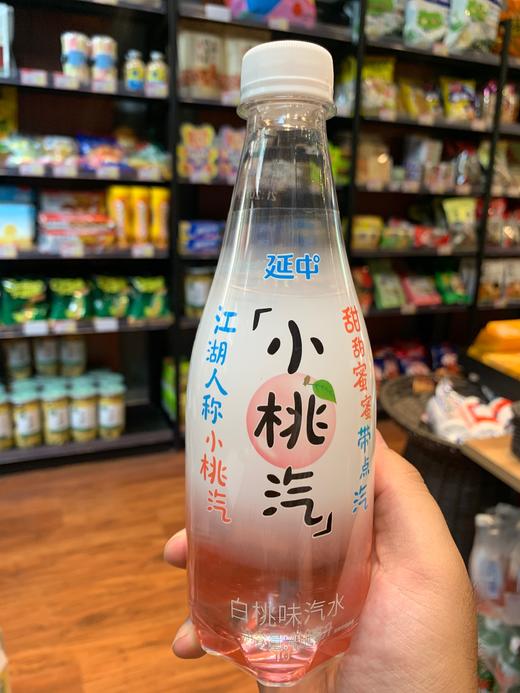 延中
「小桃汽」
江湖人称小桃汽
甜甜蜜蜜带点汽
白桃味汽水